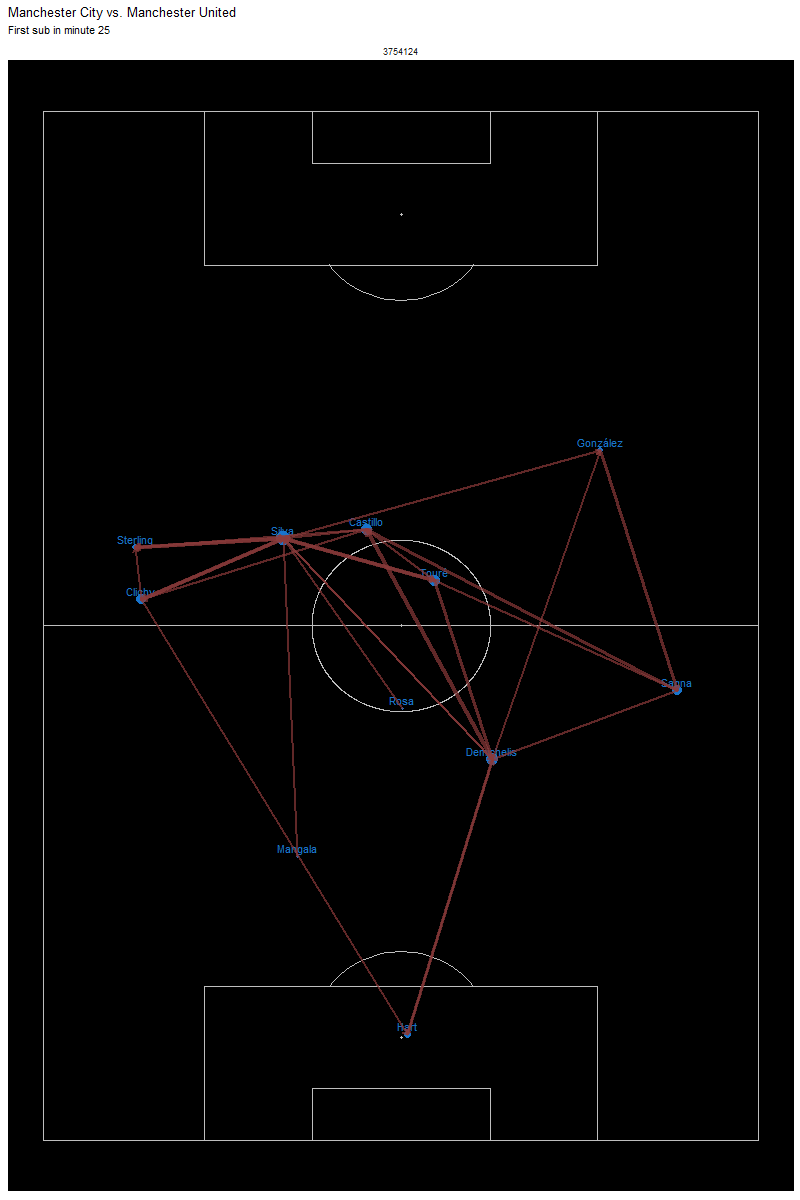 Manchester City vs. Manchester United
First sub in minute 25
3754124
González
Castillo
Silva
Sterling
Touré
Clichy
Sagna
Rosa
Demichelis
Mangala
Hart